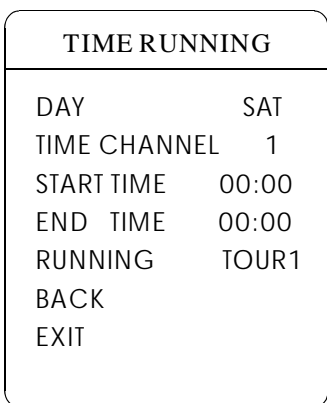 TIME RUNNING
DAY SAT
TIME CHANNEL 1
START TIME 00:00
END TIME 00:00
RUNNING TOUR1
BACK
EXIT